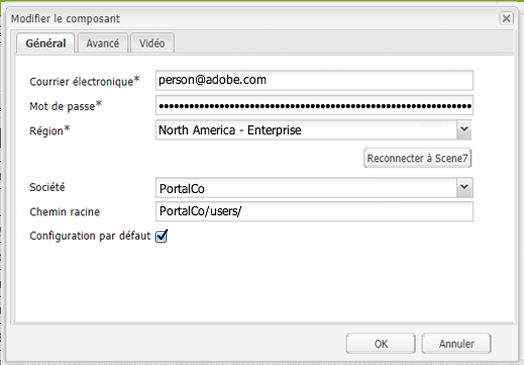 Modifier le composant
Général Avancé Vidéo
Courrier électronique* person@adobe.com
Mot de passe* ••••••••••••••••••••••••••••••••••••••••••••••••••••••••••••••
Région* North America - Enterprise
Reconnecter à Scene7
Société PortalCo
Chemin racine PortalCo/users/
Configuration par défaut
OK Annuler